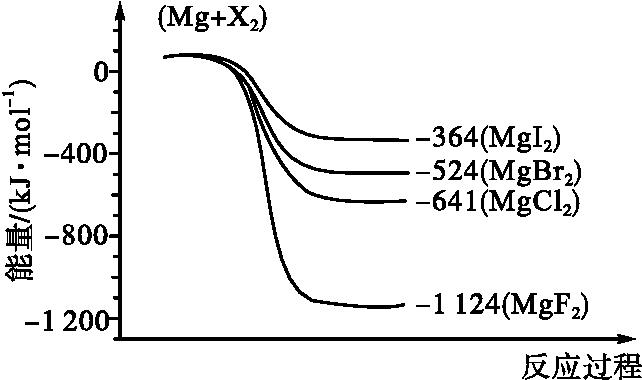 (Mg+X₂)
能量/(kJ·mol⁻¹)
0
-400
-800
-1 200
-364(MgI₂)
-524(MgBr₂)
-641(MgCl₂)
-1 124(MgF₂)
反应过程